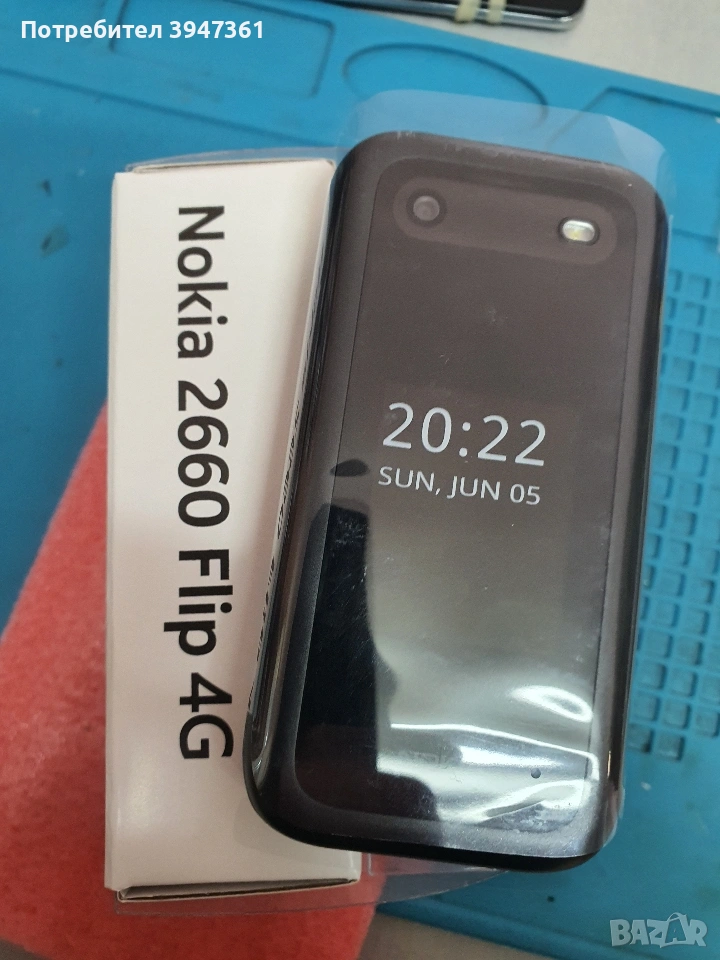 Потребител 3947361
Nokia 2660 Flip 4G
20:22
SUN, JUN 05
BAZAR